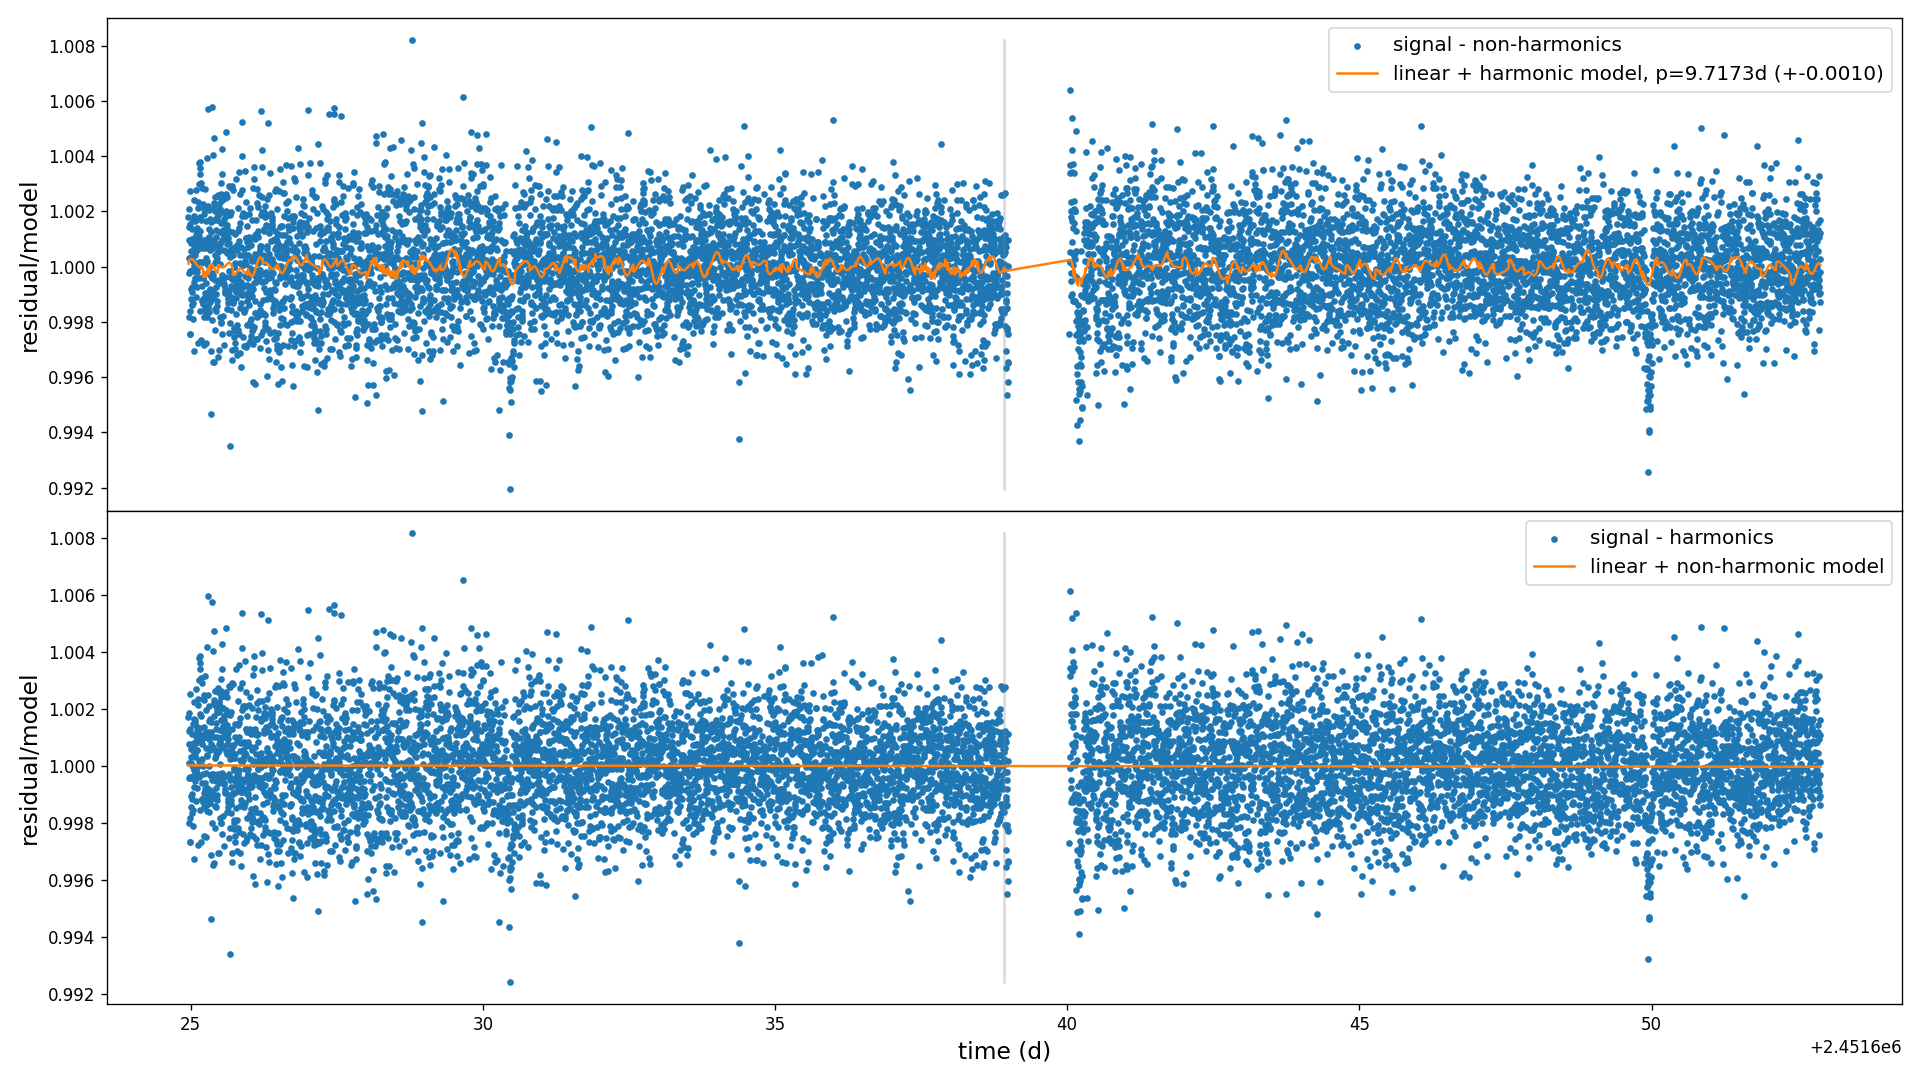 1.008
1.006
1.004
1.002
1.000
0.998
0.996
0.994
0.992
residual/model
signal - non-harmonics
linear + harmonic model, p=9.7173d (+-0.0010)
1.008
1.006
1.004
1.002
1.000
0.998
0.996
0.994
0.992
residual/model
signal - harmonics
linear + non-harmonic model
25 30 35 40 45 50
time (d)
+2.4516e6